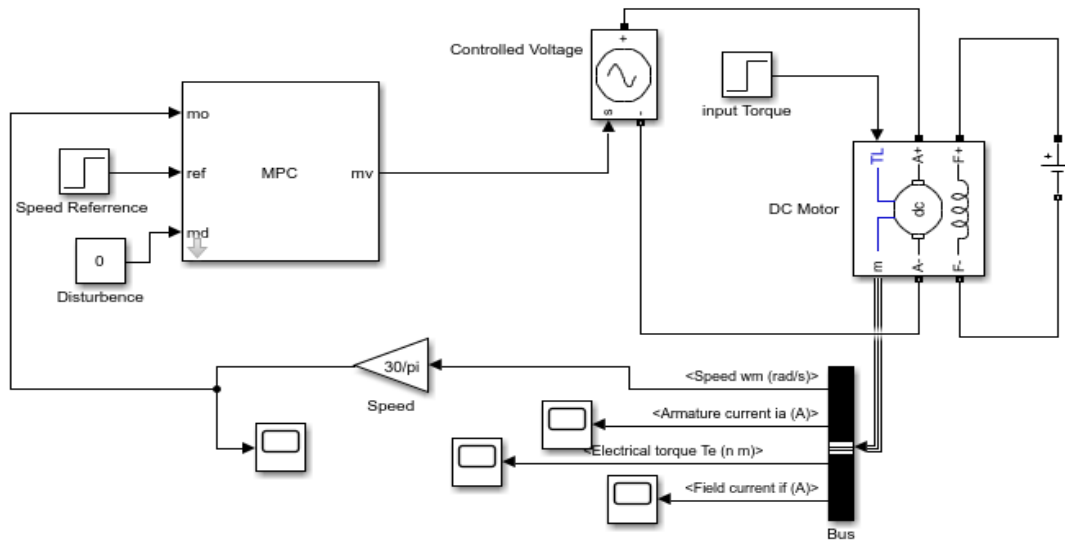 Controlled Voltage
+
s
-
input Torque
mo
ref
md
MPC
mv
Speed Referrence
0
Disturbence
DC Motor
TL
A+
F+
dc
m
A-
F-
+
30/pi
Speed
<Speed wm (rad/s)>
<Armature current ia (A)>
<Electrical torque Te (n m)>
<Field current if (A)>
Bus